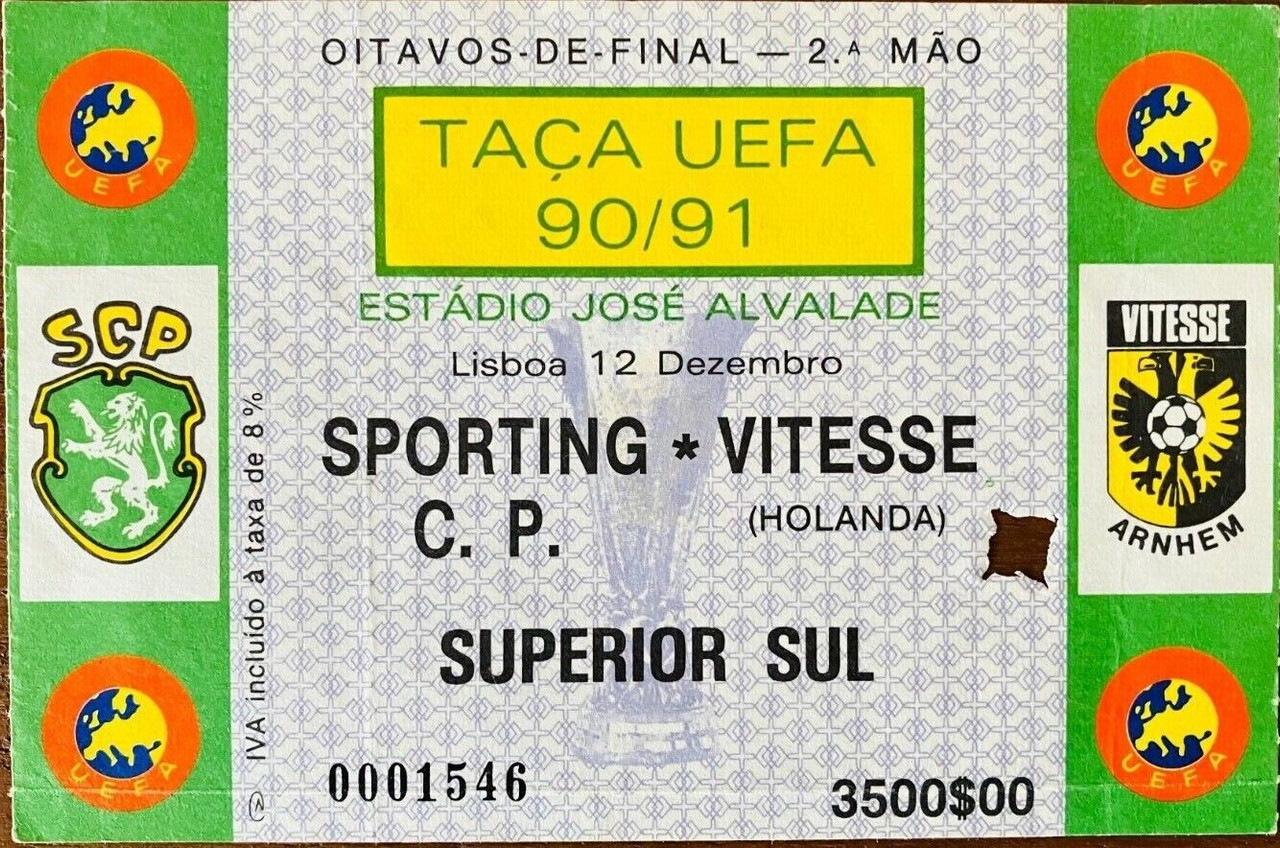 OITAVOS-DE-FINAL — 2.ª MÃO
TAÇA UEFA
90/91
ESTÁDIO JOSÉ ALVALADE
Lisboa 12 Dezembro
SPORTING * VITESSE
C. P. (HOLANDA)
SUPERIOR SUL
0001546
3500$00
IVA incluído à taxa de 8%
UEFA
SCP
UEFA
UEFA
VITESSE
ARNHEM
UEFA